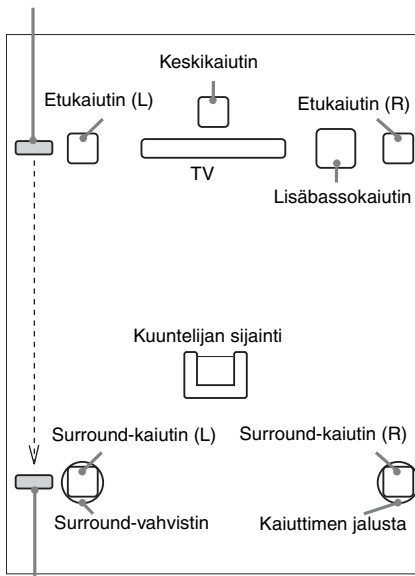 Keskikaiutin
Etukaiutin (L)
Etukaiutin (R)
TV
Lisäbassokaiutin
Kuuntelijan sijainti
Surround-kaiutin (L)
Surround-kaiutin (R)
Surround-vahvistin
Kaiuttimen jalusta